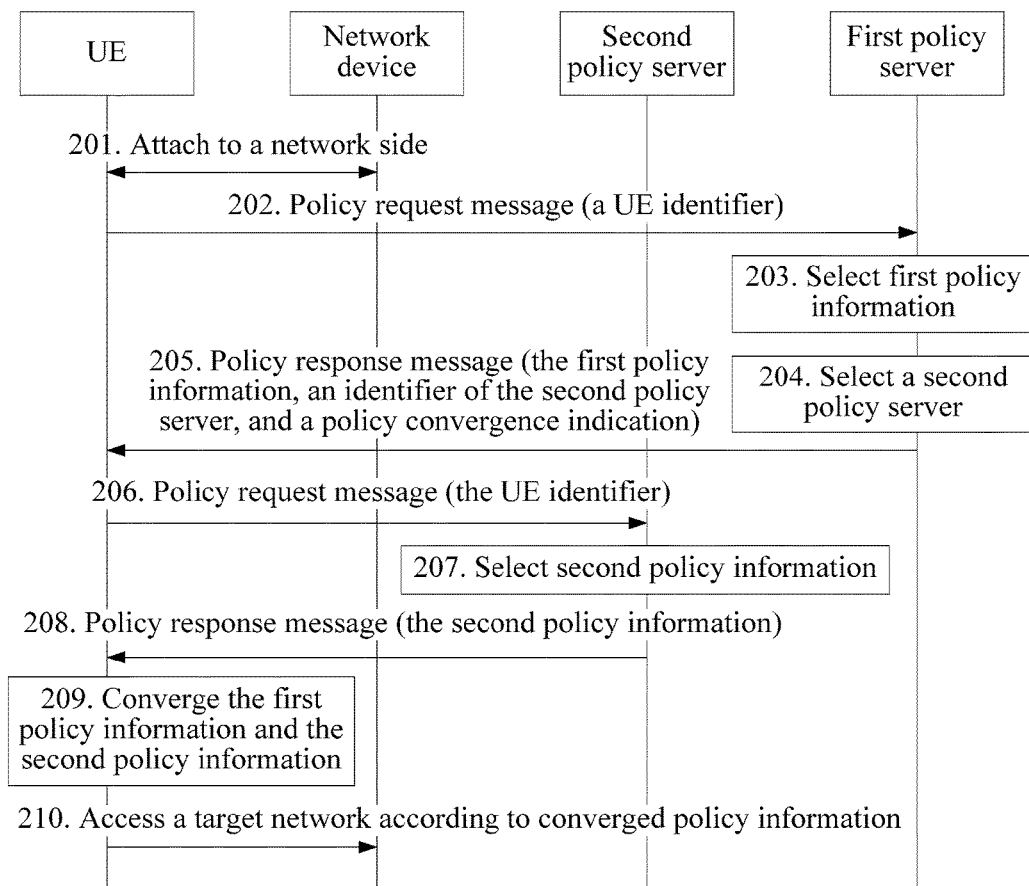 UE
Network
device
Second
policy server
First policy
server
201. Attach to a network side
202. Policy request message (a UE identifier)
203. Select first policy
information
204. Select a second
policy server
205. Policy response message (the first policy
information, an identifier of the second policy
server, and a policy convergence indication)
206. Policy request message (the UE identifier)
207. Select second policy information
208. Policy response message (the second policy information)
209. Converge the first
policy information and the
second policy information
210. Access a target network according to converged policy information